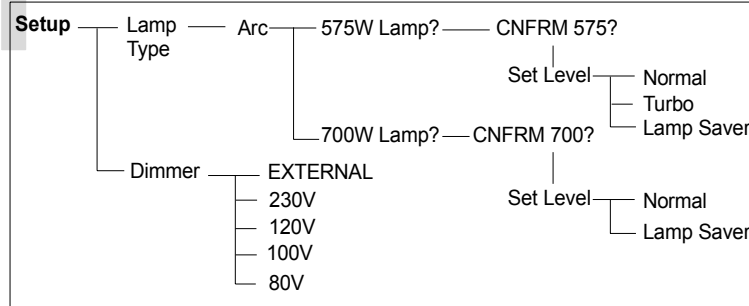 Setup Lamp Type Arc 575W Lamp? CNFRM 575?
Set Level Normal
Turbo
Lamp Saver
700W Lamp? CNFRM 700?
Set Level Normal
Lamp Saver
Dimmer EXTERNAL
230V
120V
100V
80V